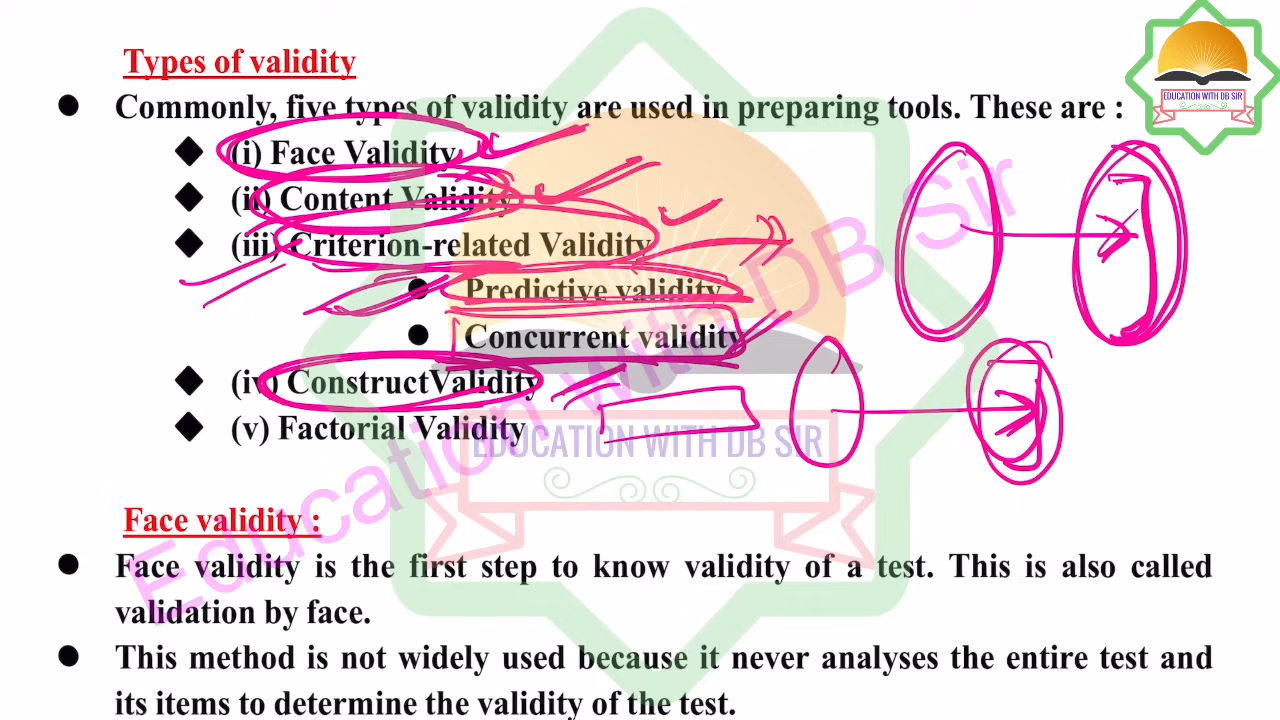 Types of validity
● Commonly, five types of validity are used in preparing tools. These are :
◆ (i) Face Validity
◆ (ii) Content Validity
◆ (iii) Criterion-related Validity
● Predictive validity
● Concurrent validity
◆ (iv) ConstructValidity
◆ (v) Factorial Validity
Face validity :
● Face validity is the first step to know validity of a test. This is also called
validation by face.
● This method is not widely used because it never analyses the entire test and
its items to determine the validity of the test.
EDUCATION WITH DB SIR
EDUCATION WITH DB SIR
Education With DB Sir